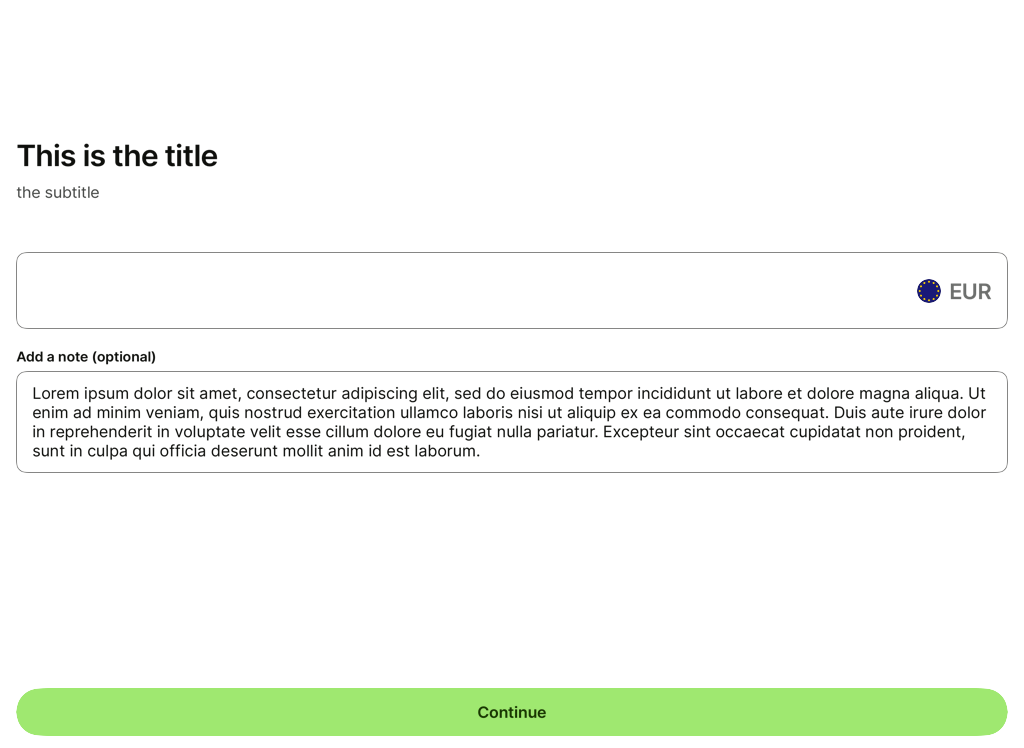 This is the title
the subtitle
EUR
Add a note (optional)
Lorem ipsum dolor sit amet, consectetur adipiscing elit, sed do eiusmod tempor incididunt ut labore et dolore magna aliqua. Ut
enim ad minim veniam, quis nostrud exercitation ullamco laboris nisi ut aliquip ex ea commodo consequat. Duis aute irure dolor
in reprehenderit in voluptate velit esse cillum dolore eu fugiat nulla pariatur. Excepteur sint occaecat cupidatat non proident,
sunt in culpa qui officia deserunt mollit anim id est laborum.
Continue